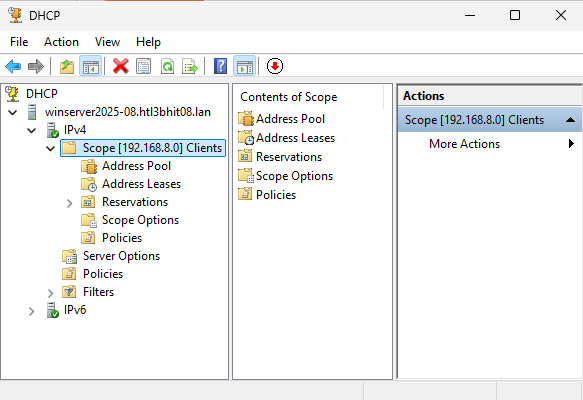 DHCP
File Action View Help
DHCP
winserver2025-08.htl3bhit08.lan
IPv4
Scope [192.168.8.0] Clients
Address Pool
Address Leases
Reservations
Scope Options
Policies
Server Options
Policies
Filters
IPv6
Contents of Scope
Address Pool
Address Leases
Reservations
Scope Options
Policies
Actions
Scope [192.168.8.0] Clients
More Actions